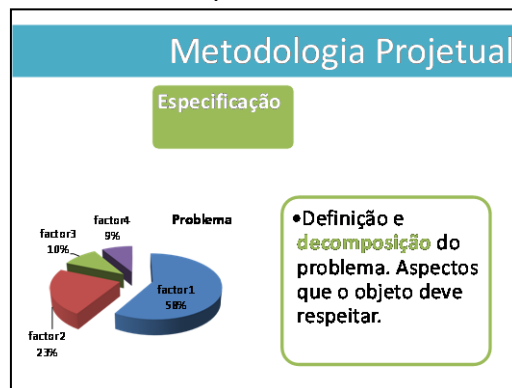 Metodologia Projetual
Especificação
Problema
factor4
9%
factor3
10%
factor1
58%
factor2
23%
•Definição e
decomposição do
problema. Aspectos
que o objeto deve
respeitar.